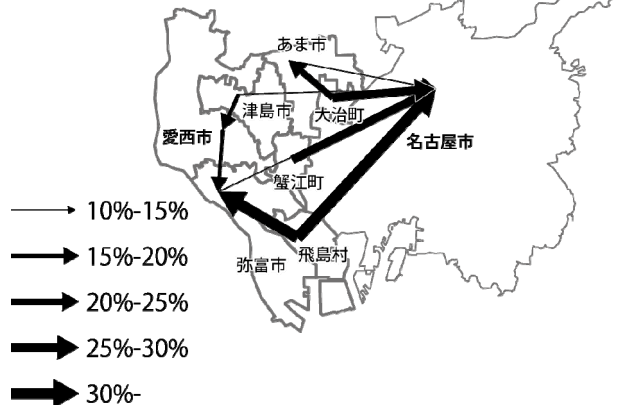 あま市
津島市
大治町
愛西市
名古屋市
蟹江町
10%-15%
15%-20%
弥富市
飛島村
20%-25%
25%-30%
30%-